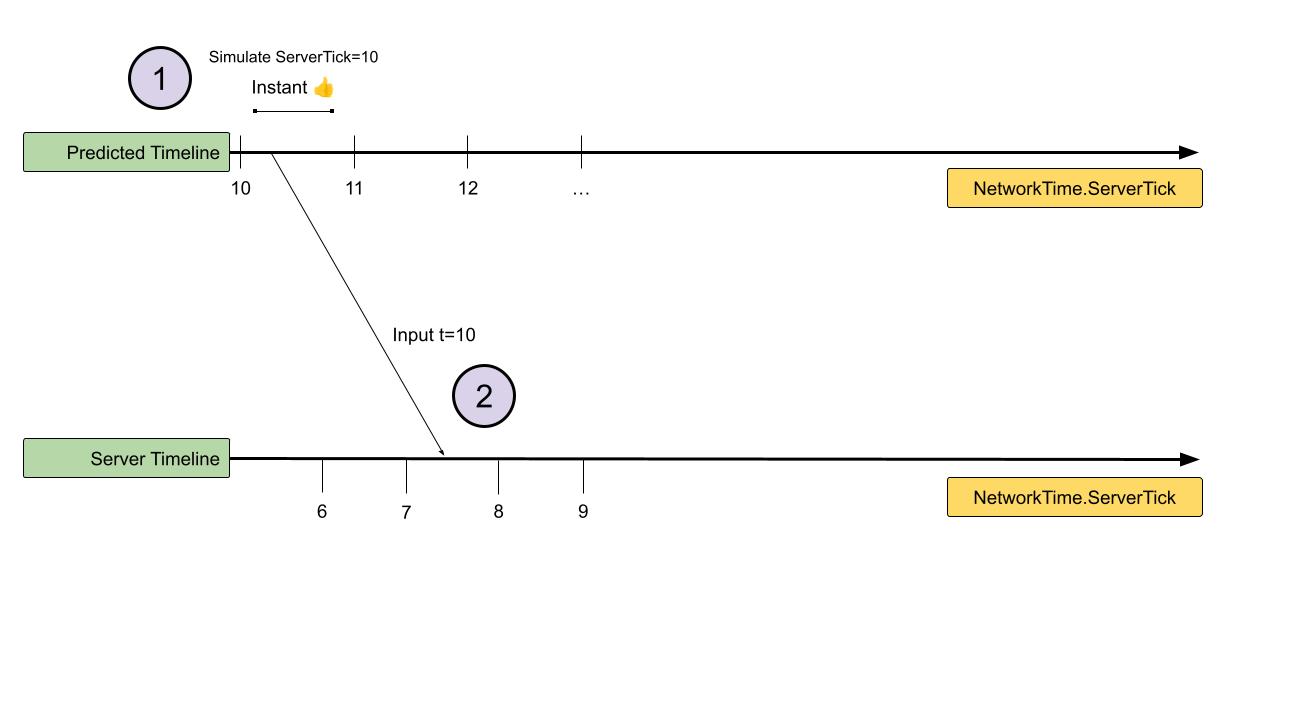 1
Simulate ServerTick=10
Instant 👍
Predicted Timeline
10
11
12
...
NetworkTime.ServerTick
Input t=10
2
Server Timeline
6
7
8
9
NetworkTime.ServerTick